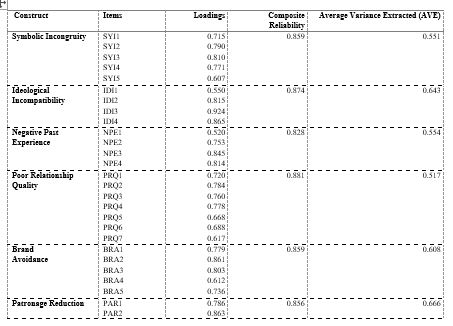 Construct Items Loadings Composite Reliability Average Variance Extracted (AVE)
Symbolic Incongruity SYI1 0.715 0.859 0.551
SYI2 0.790
SYI3 0.810
SYI4 0.771
SYI5 0.607
Ideological Incompatibility IDI1 0.550 0.874 0.643
IDI2 0.815
IDI3 0.924
IDI4 0.865
Negative Past Experience NPE1 0.520 0.828 0.554
NPE2 0.753
NPE3 0.845
NPE4 0.814
Poor Relationship Quality PRQ1 0.720 0.881 0.517
PRQ2 0.784
PRQ3 0.760
PRQ4 0.778
PRQ5 0.668
PRQ6 0.688
PRQ7 0.617
Brand Avoidance BRA1 0.779 0.859 0.608
BRA2 0.861
BRA3 0.803
BRA4 0.612
BRA5 0.736
Patronage Reduction PAR1 0.786 0.856 0.666
PAR2 0.863